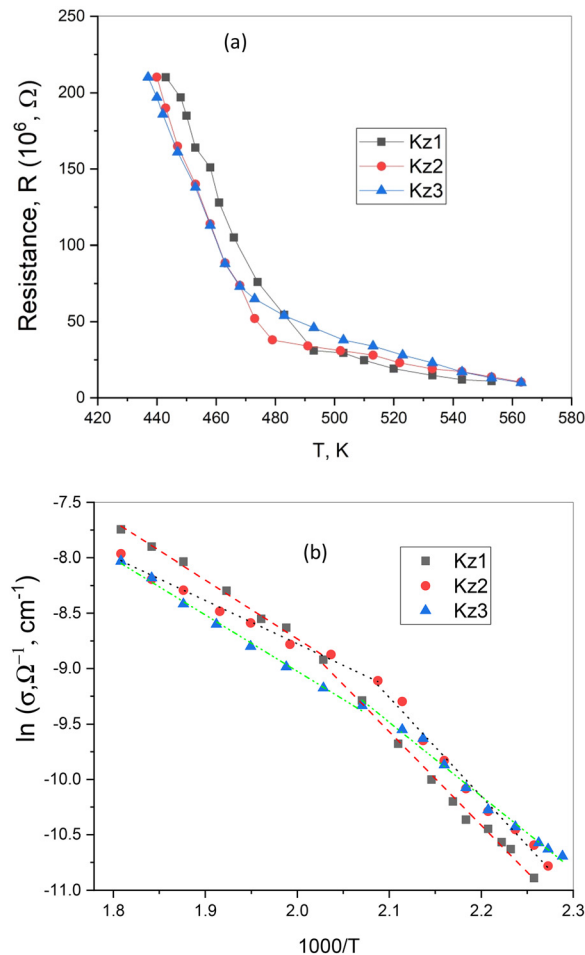 (a)
Resistance, R (10⁶, Ω)
250
200
150
100
50
0
Kz1
Kz2
Kz3
420 440 460 480 500 520 540 560 580
T, K
(b)
ln (σ,Ω⁻¹, cm⁻¹)
-7.5
-8.0
-8.5
-9.0
-9.5
-10.0
-10.5
-11.0
Kz1
Kz2
Kz3
1.8 1.9 2.0 2.1 2.2 2.3
1000/T